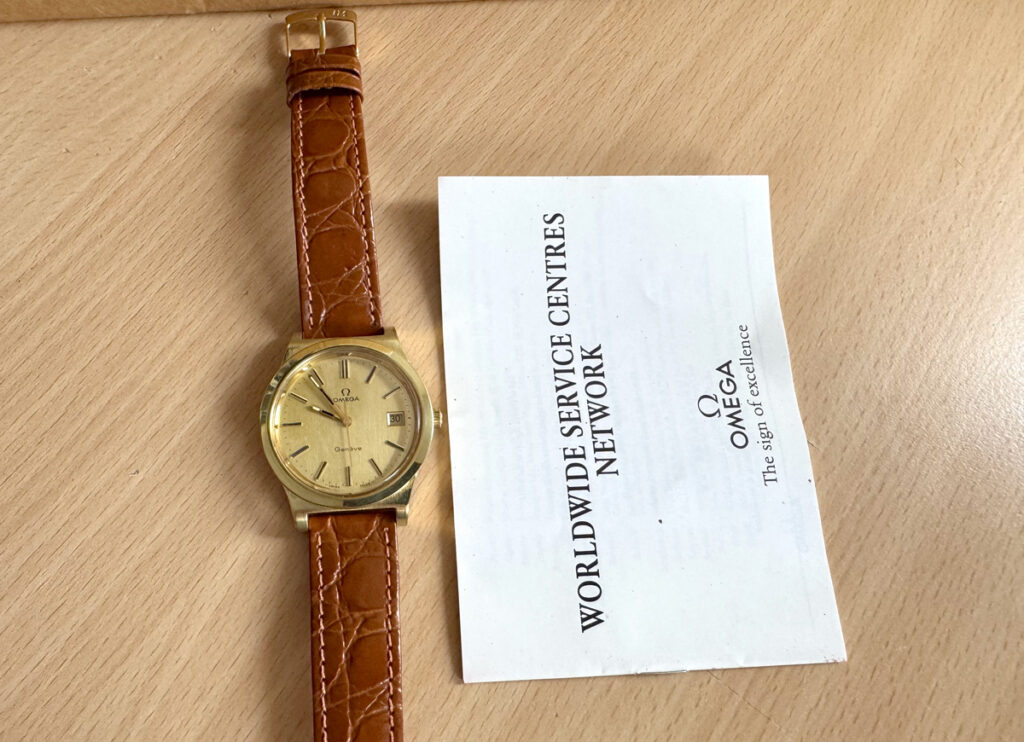 Ω
OMEGA
Genève
30
WORLDWIDE SERVICE CENTRES
NETWORK
Ω
OMEGA
The sign of excellence